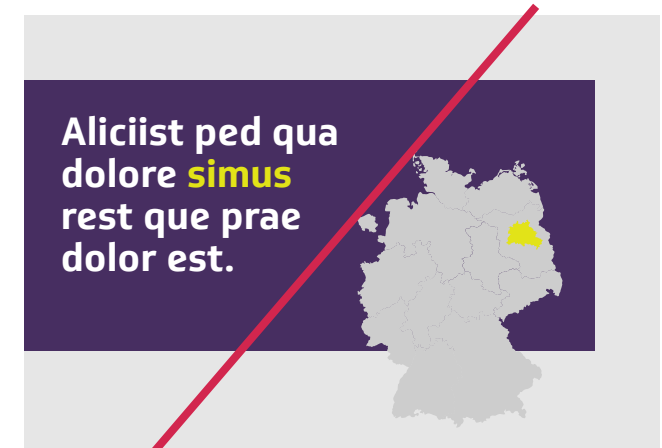 Aliciist ped qua
dolore simus
rest que prae
dolor est.